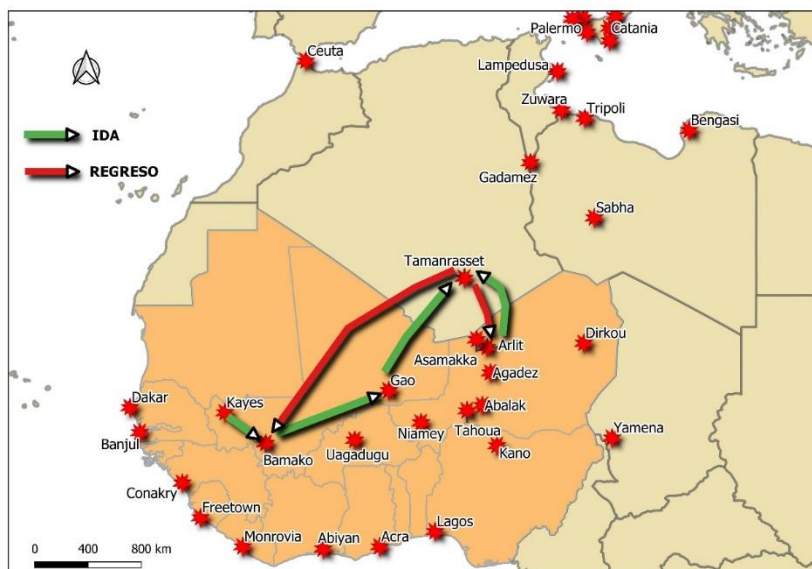 Palermo
Catania
Ceuta
Lampedusa
Zuwara
Tripoli
Bengasi
IDA
REGRESO
Gadamez
Sabha
Tamanrasset
Asamakka
Arlit
Dirkou
Agadez
Gao
Dakar
Kayes
Abalak
Tahoua
Niamey
Banjul
Bamako
Uagadugu
Kano
Yamena
Conakry
Freetown
Lagos
Monrovia
Abiyan
Acra
0 400 800 km